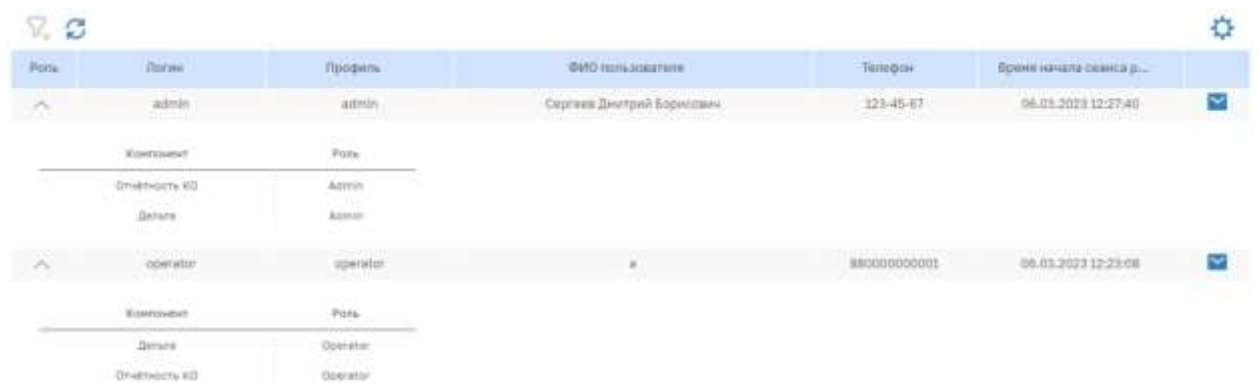 Роль Логин Профиль ФИО пользователя Телефон Время начала сеанса р...
admin admin Сергеев Дмитрий Борисович 123-45-67 06.03.2023 12:27:40
Компонент Роль
Отчётность КО Admin
Дельта Admin
operator operator 880000000001 06.03.2023 12:23:08
Компонент Роль
Дельта Operator
Отчётность КО Operator